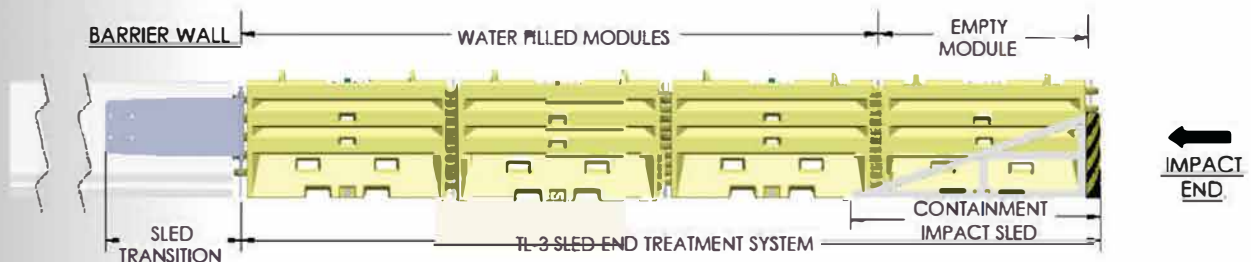 BARRIER WALL
WATER FILLED MODULES
EMPTY
MODULE
IMPACT
END
CONTAINMENT
IMPACT SLED
SLED
TRANSITION
TL-3 SLED END TREATMENT SYSTEM